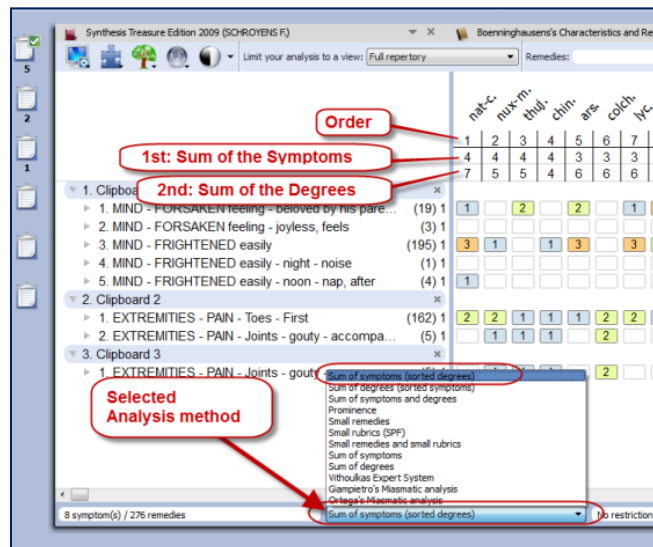 Synthesis Treasure Edition 2009 (SCHROYENS F.)
Boenninghausens's Characteristics and Re
Limit your analysis to a view: Full repertory
Remedies:
5
2
1
nat-c. nux-m. thuj. chin. ars. colch. lyc.
Order
1 2 3 4 5 6 7
1st: Sum of the Symptoms
4 4 4 4 3 3 3
2nd: Sum of the Degrees
7 5 5 4 6 6 6
1. Clipboa
1. MIND - FORSAKEN feeling - beloved by his pare... (19) 1 1 2 2 1
2. MIND - FORSAKEN feeling - joyless, feels (3) 1
3. MIND - FRIGHTENED easily (195) 1 3 1 1 3 3
4. MIND - FRIGHTENED easily - night - noise (1) 1
5. MIND - FRIGHTENED easily - noon - nap, after (4) 1 1
2. Clipboard 2
1. EXTREMITIES - PAIN - Toes - First (162) 1 2 2 1 1 1 2 2
2. EXTREMITIES - PAIN - Joints - gouty - accompa... (5) 1 1 1 1 2
3. Clipboard 3
1. EXTREMITIES - PAIN - Joints - gouty 2
Selected
Analysis method
Sum of symptoms (sorted degrees)
Sum of degrees (sorted symptoms)
Sum of symptoms and degrees
Prominence
Small remedies
Small rubrics (SPF)
Small remedies and small rubrics
Sum of symptoms
Sum of degrees
Vithoulkas Expert System
Giampietro's Miasmatic analysis
Ortega's Miasmatic analysis
8 symptom(s) / 276 remedies
Sum of symptoms (sorted degrees)
No restriction